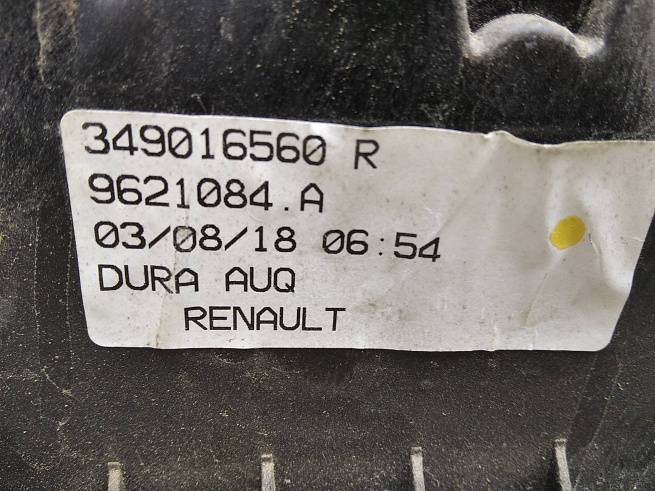 349016560 R
9621084.A
03/08/18 06:54
DURA AUQ
RENAULT